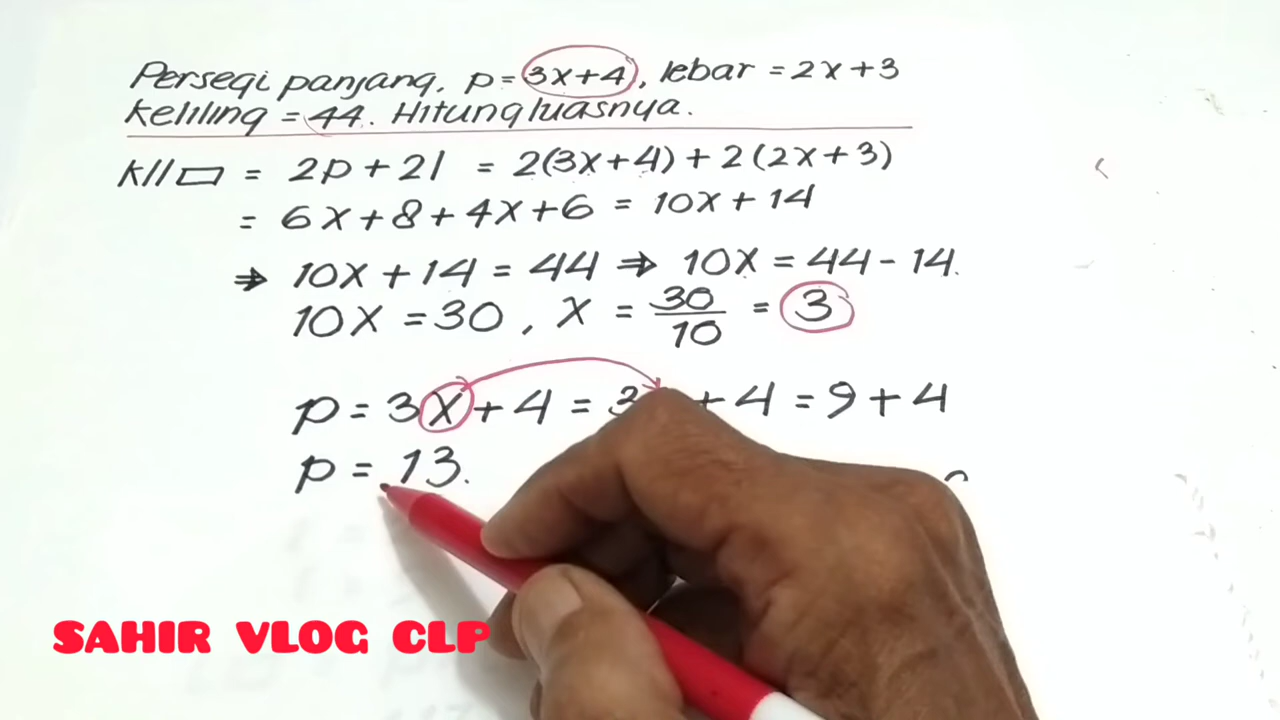 Persegi panjang, p = 3x+4, lebar = 2x+3
Keliling = 44. Hitung luasnya.
Kll ▭ = 2p + 2l = 2(3x+4) + 2(2x+3)
= 6x+8+4x+6 = 10x+14
⇒ 10x+14 = 44 ⇒ 10x = 44-14.
10x = 30, x = 30/10 = 3
p = 3x+4 = 3 + 4 = 9+4
p = 13.
SAHIR VLOG CLP